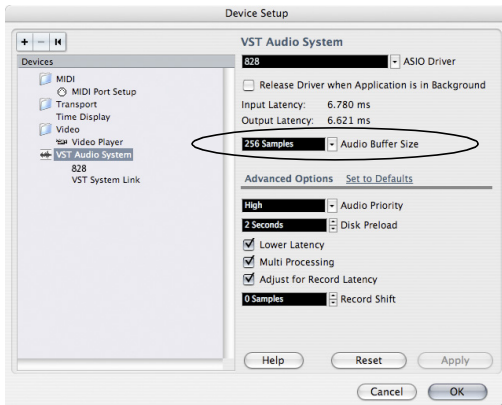 Device Setup
+ −
Devices
MIDI
MIDI Port Setup
Transport
Time Display
Video
Video Player
VST Audio System
828
VST System Link
VST Audio System
828 ASIO Driver
Release Driver when Application is in Background
Input Latency: 6.780 ms
Output Latency: 6.621 ms
256 Samples Audio Buffer Size
Advanced Options Set to Defaults
High Audio Priority
2 Seconds Disk Preload
Lower Latency
Multi Processing
Adjust for Record Latency
0 Samples Record Shift
Help Reset Apply
Cancel OK